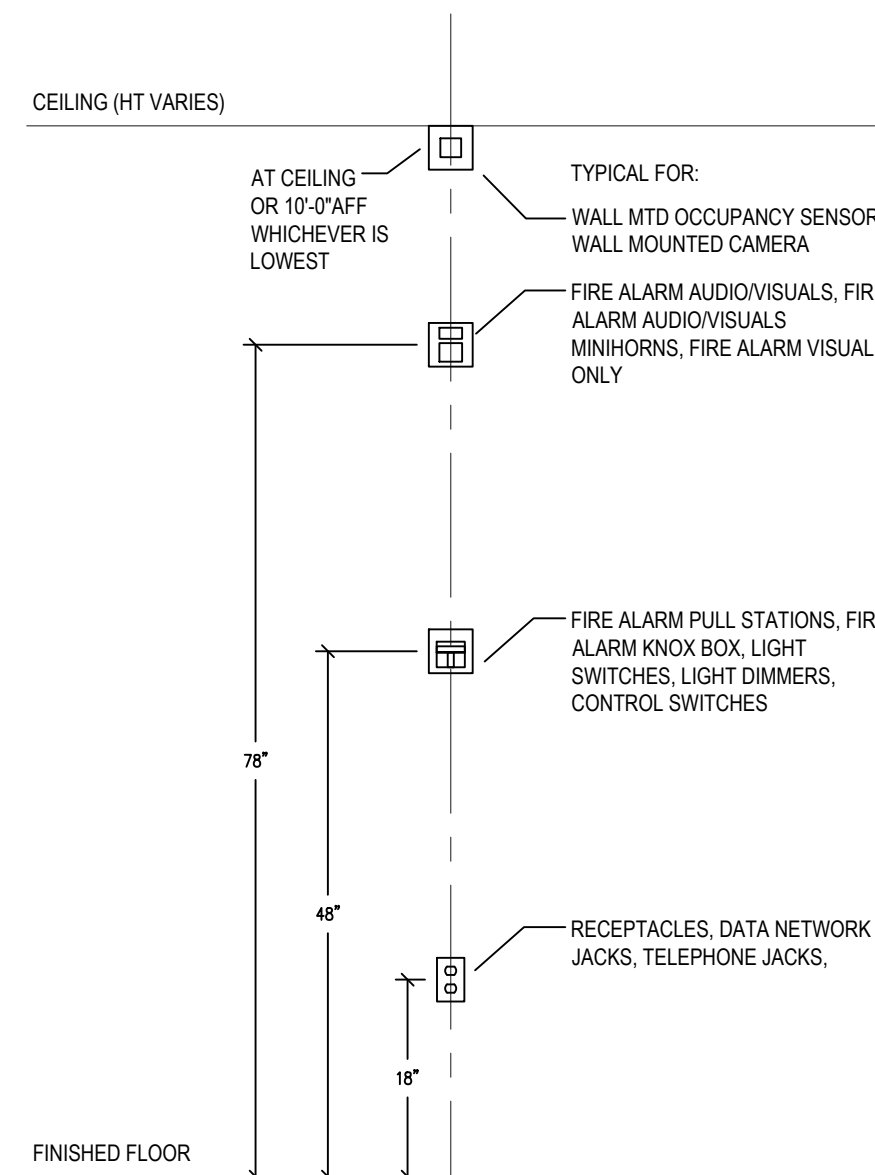 CEILING (HT VARIES)
AT CEILING
OR 10'-0"AFF
WHICHEVER IS
LOWEST
TYPICAL FOR:
WALL MTD OCCUPANCY SENSOR
WALL MOUNTED CAMERA
FIRE ALARM AUDIO/VISUALS, FIR
ALARM AUDIO/VISUALS
MINIHORNS, FIRE ALARM VISUAL
ONLY
FIRE ALARM PULL STATIONS, FIR
ALARM KNOX BOX, LIGHT
SWITCHES, LIGHT DIMMERS,
CONTROL SWITCHES
78"
48"
RECEPTACLES, DATA NETWORK
JACKS, TELEPHONE JACKS,
18"
FINISHED FLOOR